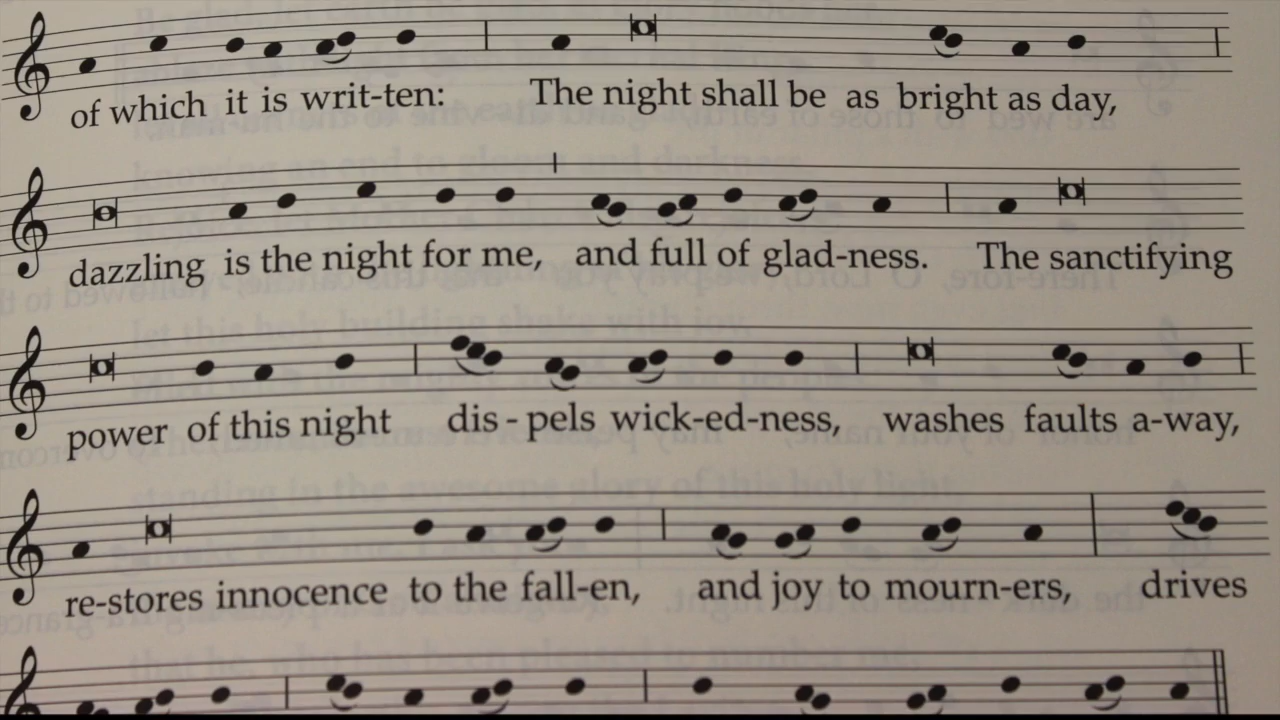 of which it is writ-ten: The night shall be as bright as day,
dazzling is the night for me, and full of glad-ness. The sanctifying
power of this night dis - pels wick-ed-ness, washes faults a-way,
re-stores innocence to the fall-en, and joy to mourn-ers, drives